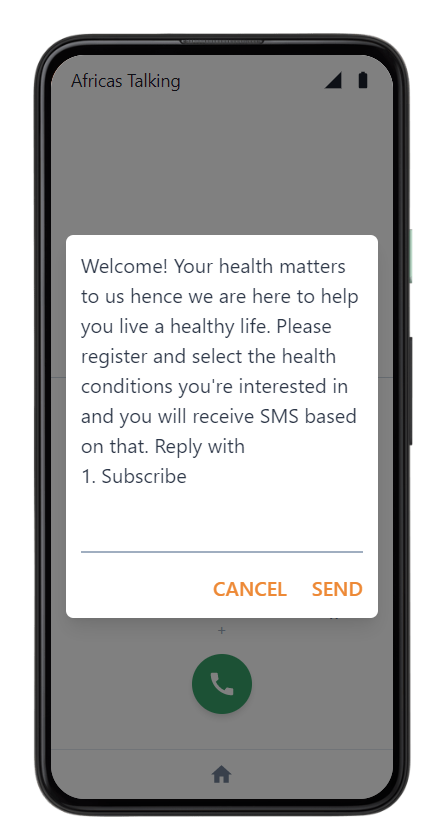 Africas Talking
Welcome! Your health matters
to us hence we are here to help
you live a healthy life. Please
register and select the health
conditions you're interested in
and you will receive SMS based
on that. Reply with
1. Subscribe
CANCEL SEND
+